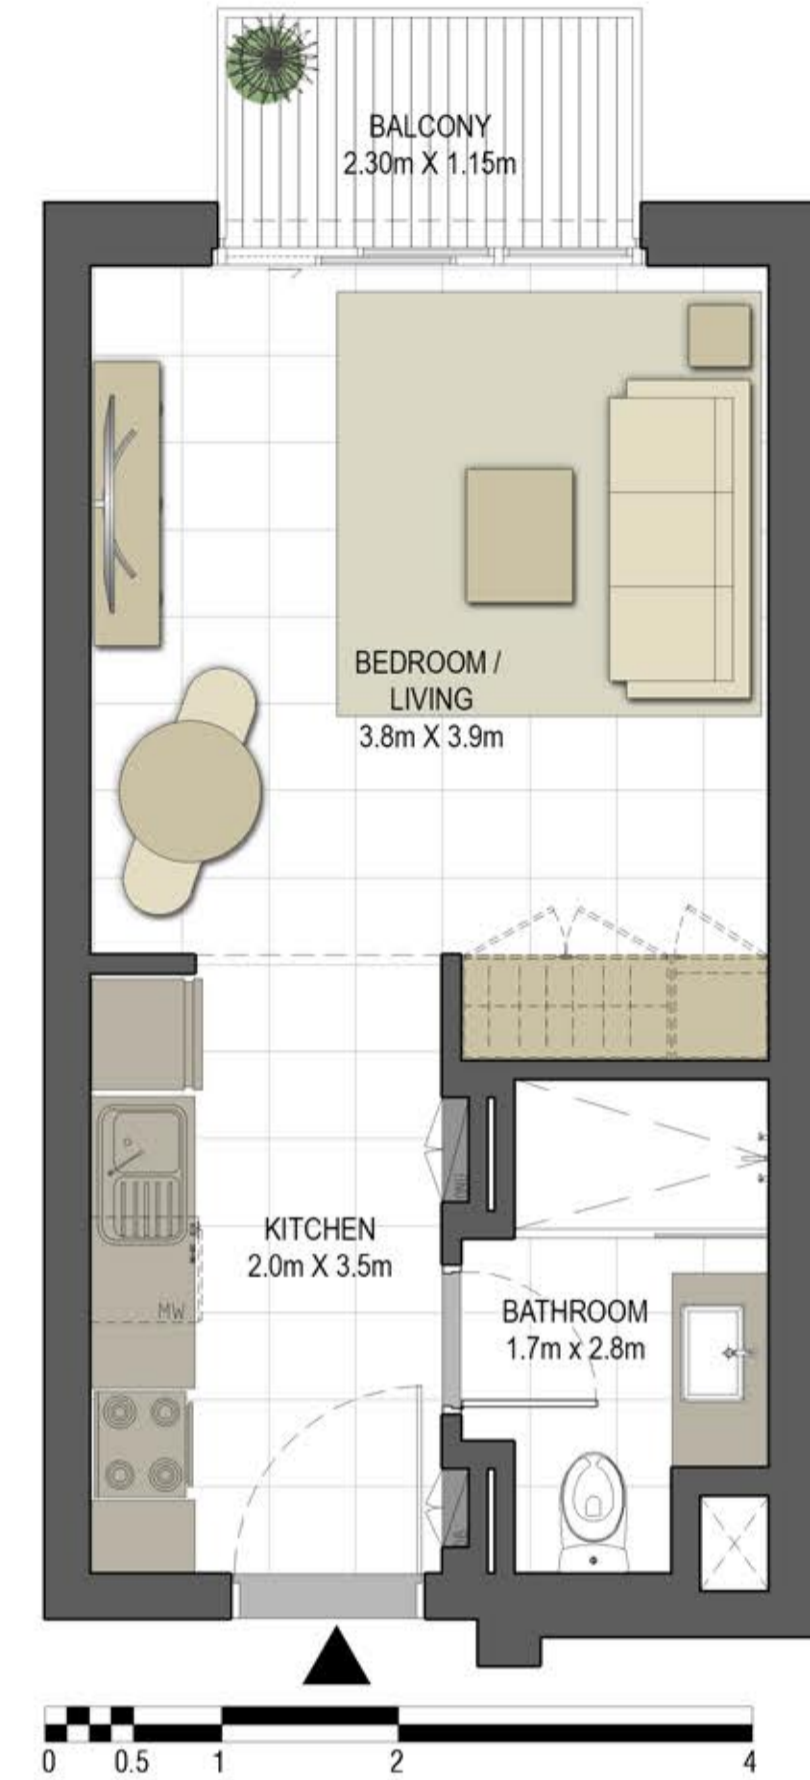 BALCONY
2.30m X 1.15m
BEDROOM /
LIVING
3.8m X 3.9m
KITCHEN
2.0m X 3.5m
MW
BATHROOM
1.7m x 2.8m
0 0.5 1 2 4